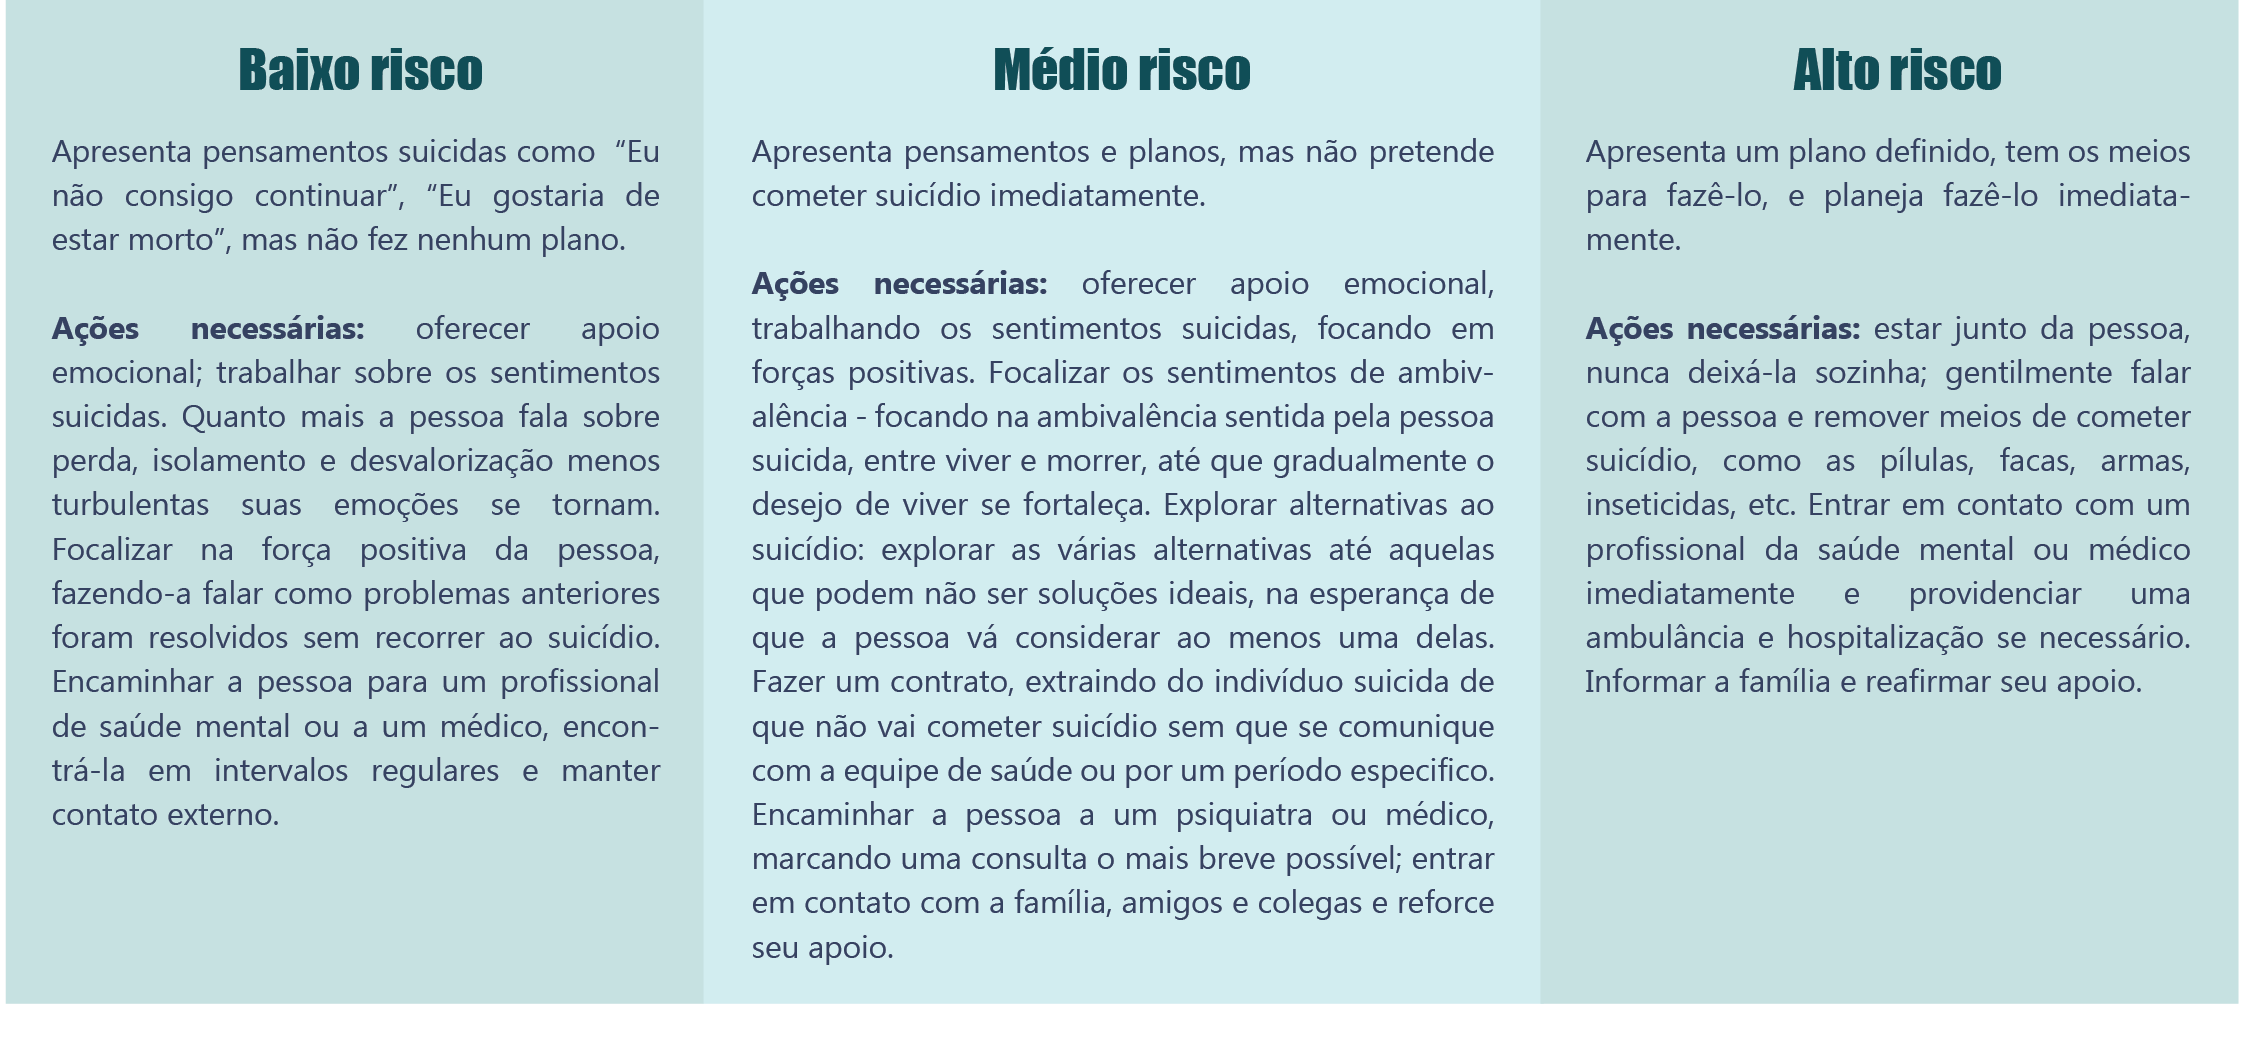 Baixo risco
Apresenta pensamentos suicidas como “Eu
não consigo continuar”, “Eu gostaria de
estar morto”, mas não fez nenhum plano.
Ações necessárias: oferecer apoio
emocional; trabalhar sobre os sentimentos
suicidas. Quanto mais a pessoa fala sobre
perda, isolamento e desvalorização menos
turbulentas suas emoções se tornam.
Focalizar na força positiva da pessoa,
fazendo-a falar como problemas anteriores
foram resolvidos sem recorrer ao suicídio.
Encaminhar a pessoa para um profissional
de saúde mental ou a um médico, encon-
trá-la em intervalos regulares e manter
contato externo.
Médio risco
Apresenta pensamentos e planos, mas não pretende
cometer suicídio imediatamente.
Ações necessárias: oferecer apoio emocional,
trabalhando os sentimentos suicidas, focando em
forças positivas. Focalizar os sentimentos de ambiv-
alência - focando na ambivalência sentida pela pessoa
suicida, entre viver e morrer, até que gradualmente o
desejo de viver se fortaleça. Explorar alternativas ao
suicídio: explorar as várias alternativas até aquelas
que podem não ser soluções ideais, na esperança de
que a pessoa vá considerar ao menos uma delas.
Fazer um contrato, extraindo do indivíduo suicida de
que não vai cometer suicídio sem que se comunique
com a equipe de saúde ou por um período especifico.
Encaminhar a pessoa a um psiquiatra ou médico,
marcando uma consulta o mais breve possível; entrar
em contato com a família, amigos e colegas e reforce
seu apoio.
Alto risco
Apresenta um plano definido, tem os meios
para fazê-lo, e planeja fazê-lo imediata-
mente.
Ações necessárias: estar junto da pessoa,
nunca deixá-la sozinha; gentilmente falar
com a pessoa e remover meios de cometer
suicídio, como as pílulas, facas, armas,
inseticidas, etc. Entrar em contato com um
profissional da saúde mental ou médico
imediatamente e providenciar uma
ambulância e hospitalização se necessário.
Informar a família e reafirmar seu apoio.